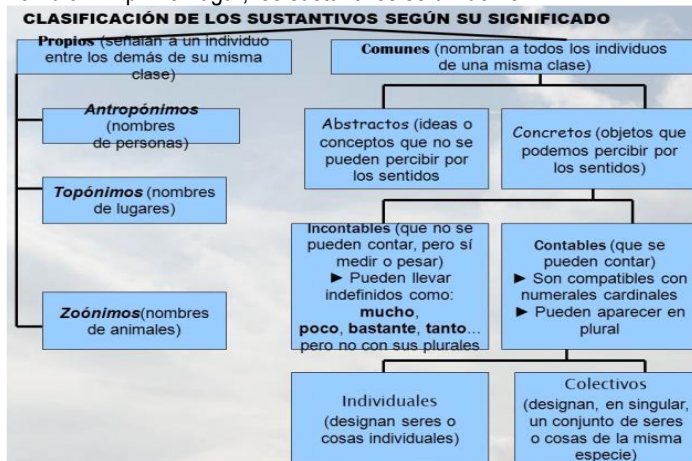 CLASIFICACIÓN DE LOS SUSTANTIVOS SEGÚN SU SIGNIFICADO
Propios (señalan a un individuo
entre los demás de su misma
clase)
Comunes (nombran a todos los individuos
de una misma clase)
Antropónimos
(nombres
de personas)
Abstractos (ideas o
conceptos que no se
pueden percibir por
los sentidos
Concretos (objetos que
podemos percibir por
los sentidos)
Topónimos (nombres
de lugares)
Incontables (que no se
pueden contar, pero sí
medir o pesar)
► Pueden llevar
indefinidos como:
mucho,
poco, bastante, tanto...
pero no con sus plurales
Contables (que se
pueden contar)
► Son compatibles con
numerales cardinales
► Pueden aparecer en
plural
Zoónimos(nombres
de animales)
Individuales
(designan seres o
cosas individuales)
Colectivos
(designan, en singular,
un conjunto de seres
o cosas de la misma
especie)